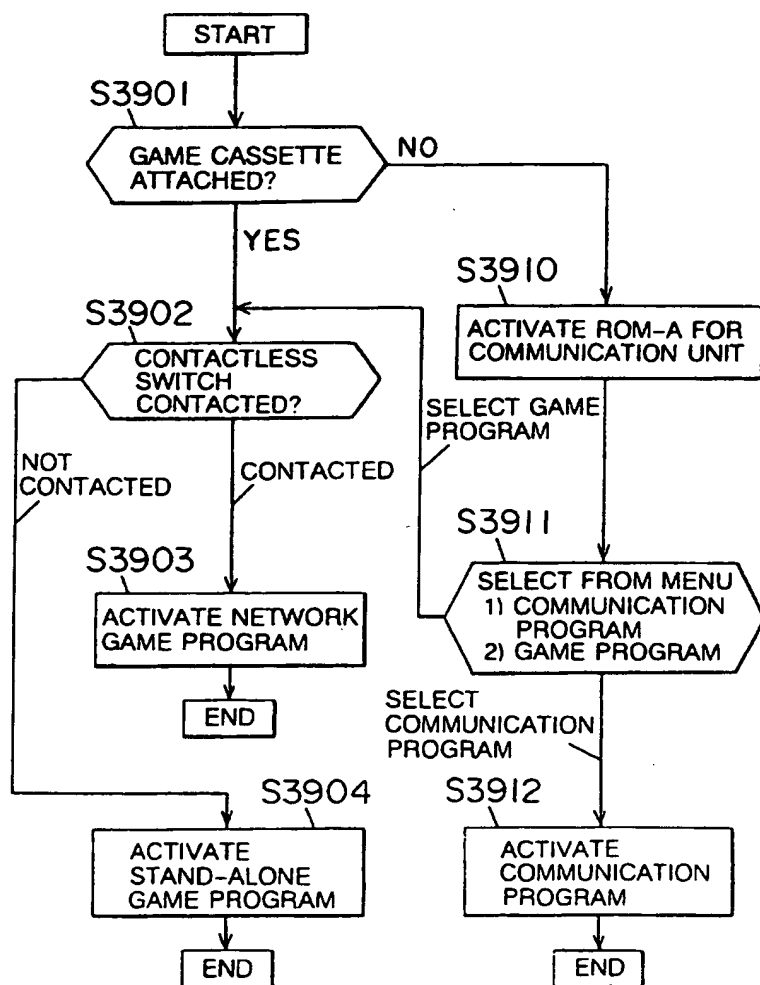 START
S3901
GAME CASSETTE
ATTACHED?
NO
YES
S3910
ACTIVATE ROM-A FOR
COMMUNICATION UNIT
S3902
CONTACTLESS
SWITCH
CONTACTED?
SELECT GAME
PROGRAM
NOT
CONTACTED
CONTACTED
S3911
SELECT FROM MENU
1) COMMUNICATION
PROGRAM
2) GAME PROGRAM
S3903
ACTIVATE NETWORK
GAME PROGRAM
END
SELECT
COMMUNICATION
PROGRAM
S3904
ACTIVATE
STAND-ALONE
GAME PROGRAM
END
S3912
ACTIVATE
COMMUNICATION
PROGRAM
END